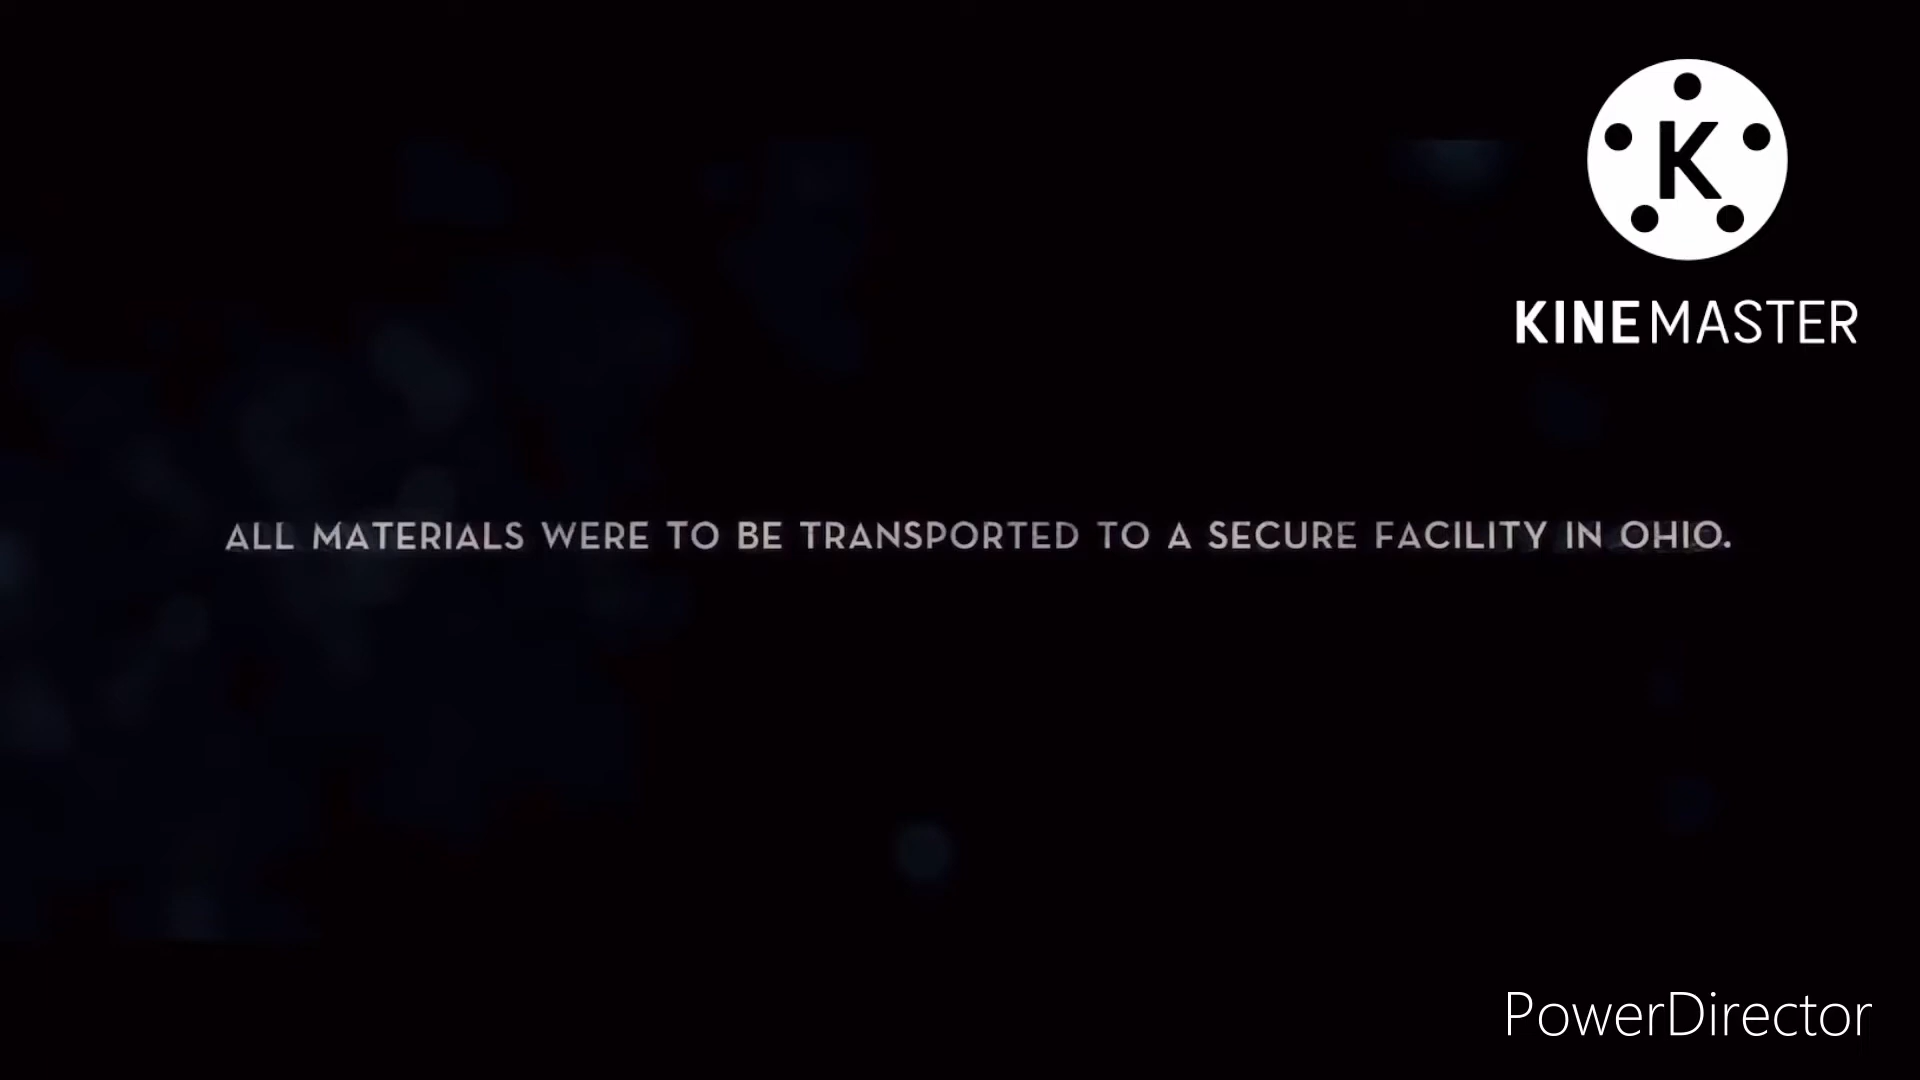 K
KINEMASTER
ALL MATERIALS WERE TO BE TRANSPORTED TO A SECURE FACILITY IN OHIO.
PowerDirector